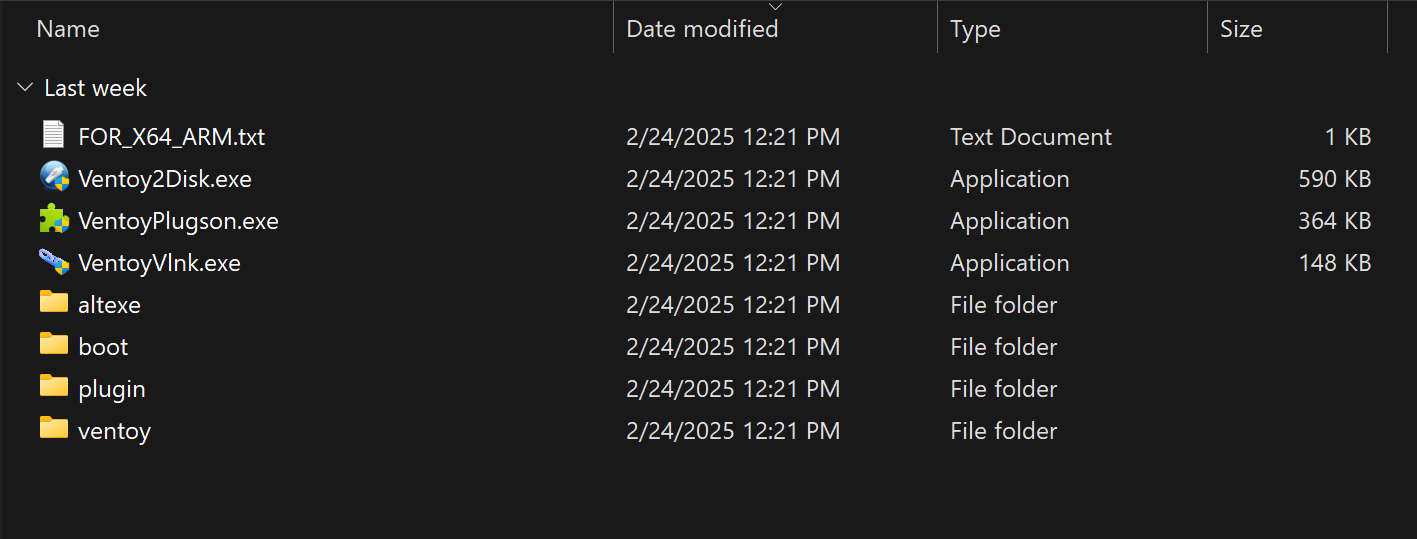 Name Date modified Type Size
Last week
FOR_X64_ARM.txt 2/24/2025 12:21 PM Text Document 1 KB
Ventoy2Disk.exe 2/24/2025 12:21 PM Application 590 KB
VentoyPlugson.exe 2/24/2025 12:21 PM Application 364 KB
VentoyVlnk.exe 2/24/2025 12:21 PM Application 148 KB
altexe 2/24/2025 12:21 PM File folder
boot 2/24/2025 12:21 PM File folder
plugin 2/24/2025 12:21 PM File folder
ventoy 2/24/2025 12:21 PM File folder